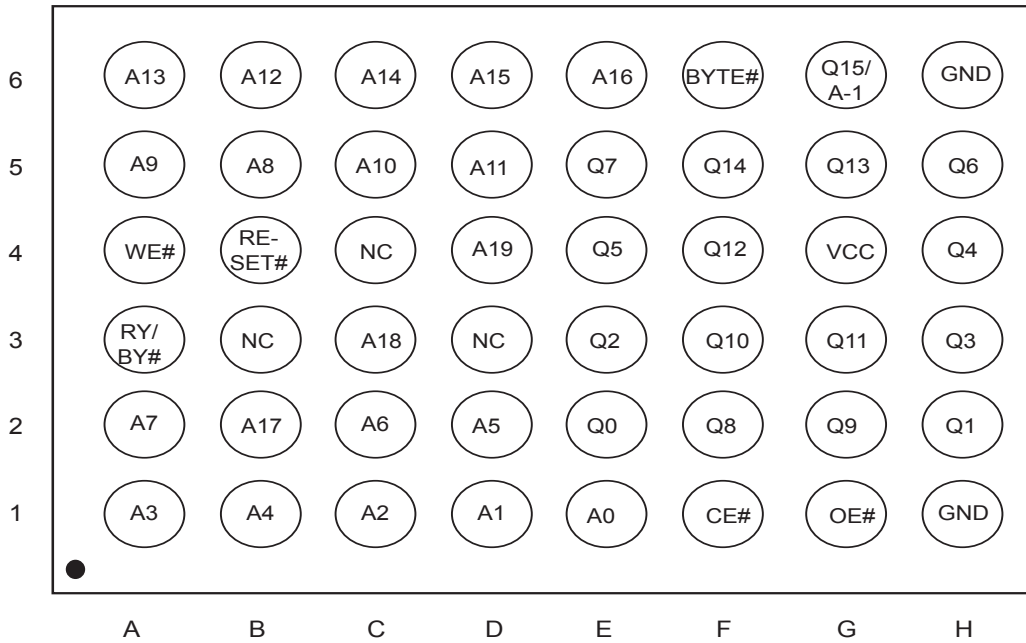 6 A13 A12 A14 A15 A16 BYTE# Q15/ A-1 GND
5 A9 A8 A10 A11 Q7 Q14 Q13 Q6
4 WE# RE- SET# NC A19 Q5 Q12 VCC Q4
3 RY/ BY# NC A18 NC Q2 Q10 Q11 Q3
2 A7 A17 A6 A5 Q0 Q8 Q9 Q1
1 A3 A4 A2 A1 A0 CE# OE# GND
A B C D E F G H